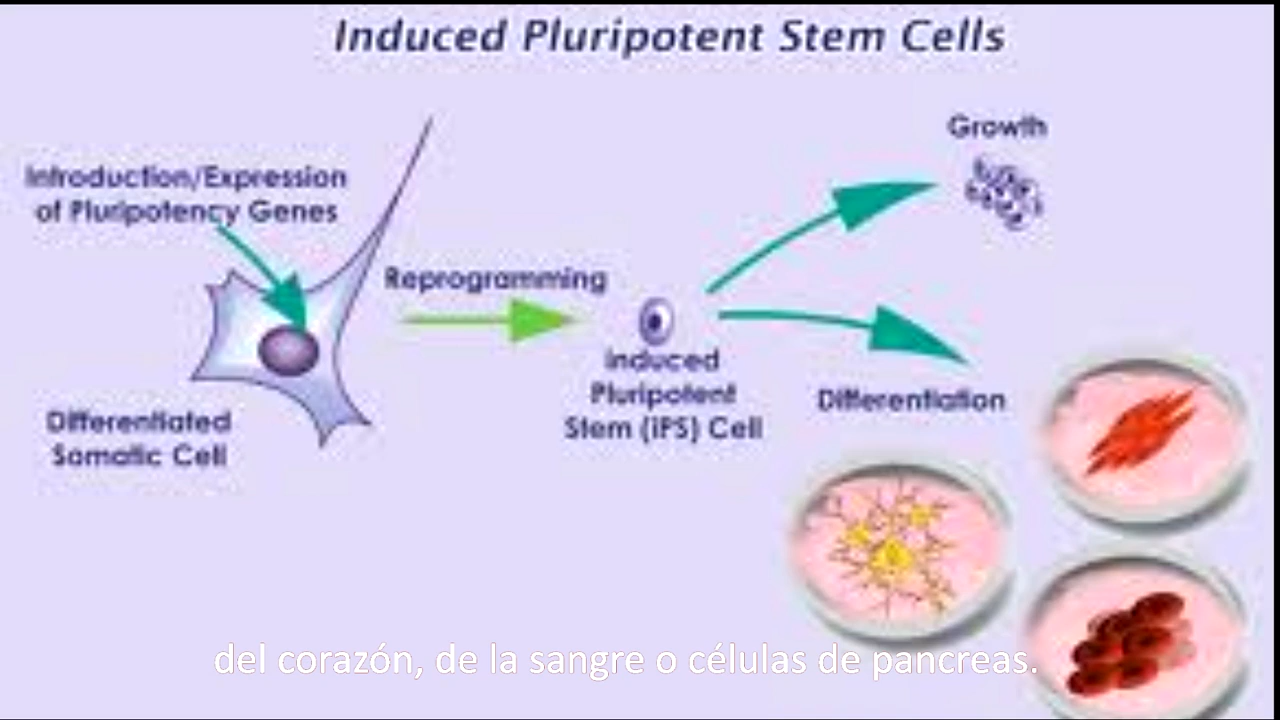 Induced Pluripotent Stem Cells
Growth
Introduction/Expression
of Pluripotency Genes
Reprogramming
Induced
Pluripotent
Stem (iPS) Cell
Differentiation
Differentiated
Somatic Cell
del corazón, de la sangre o células de pancreas.